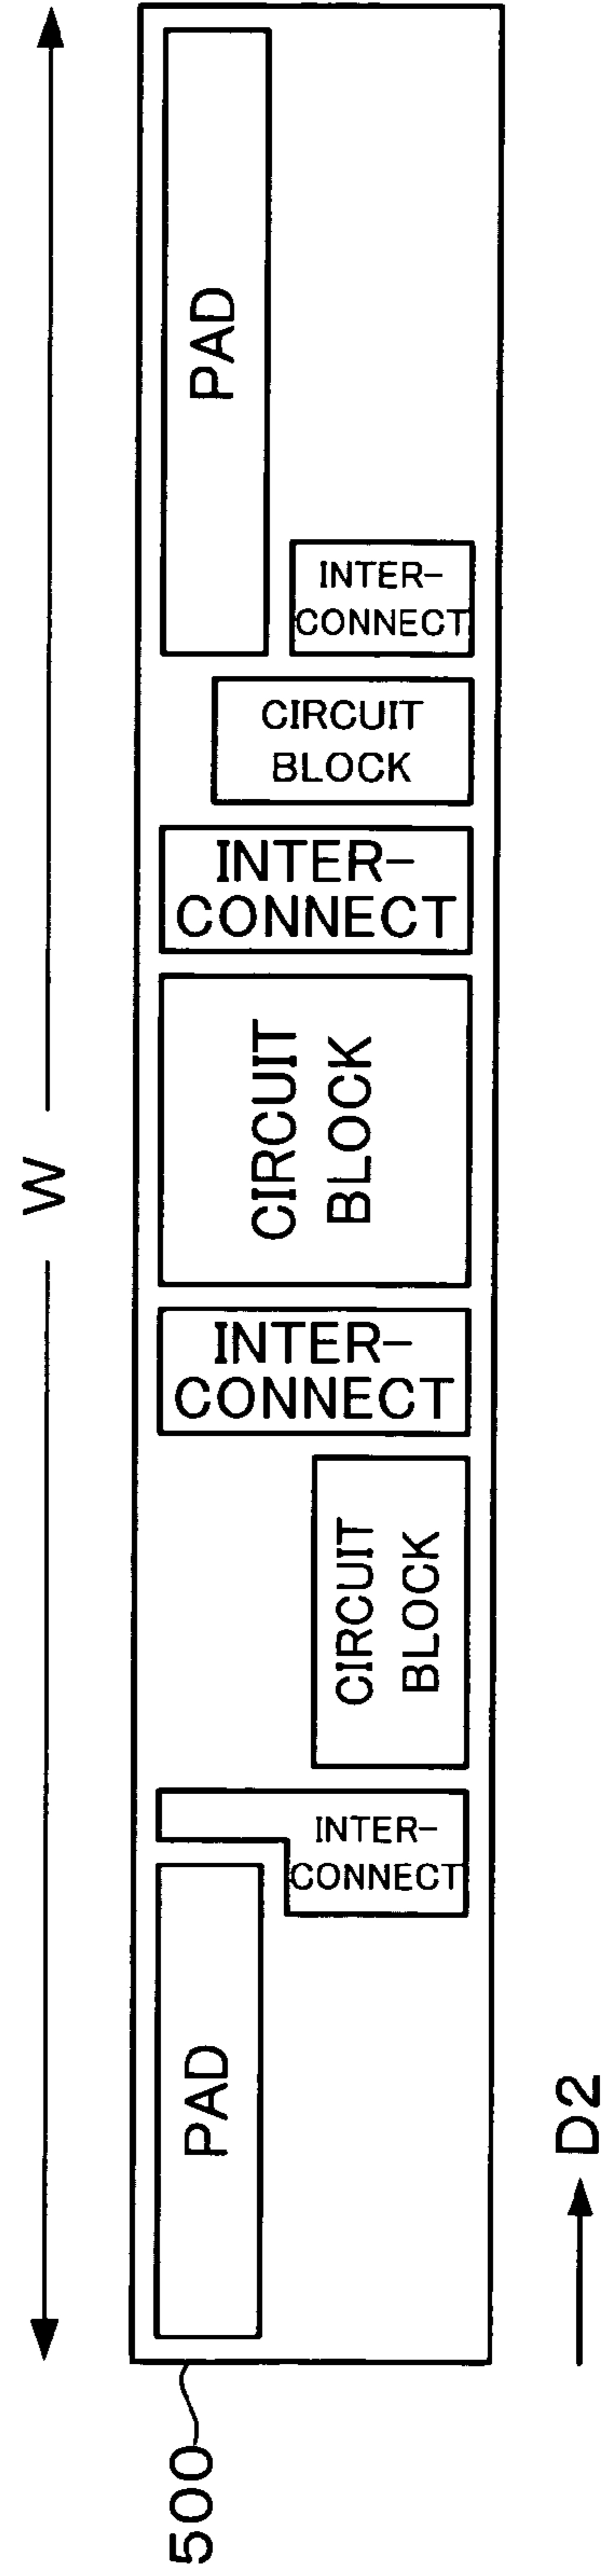 W
PAD
INTER-
CONNECT
CIRCUIT
BLOCK
INTER-
CONNECT
CIRCUIT
BLOCK
INTER-
CONNECT
CIRCUIT
BLOCK
INTER-
CONNECT
PAD
D2
500